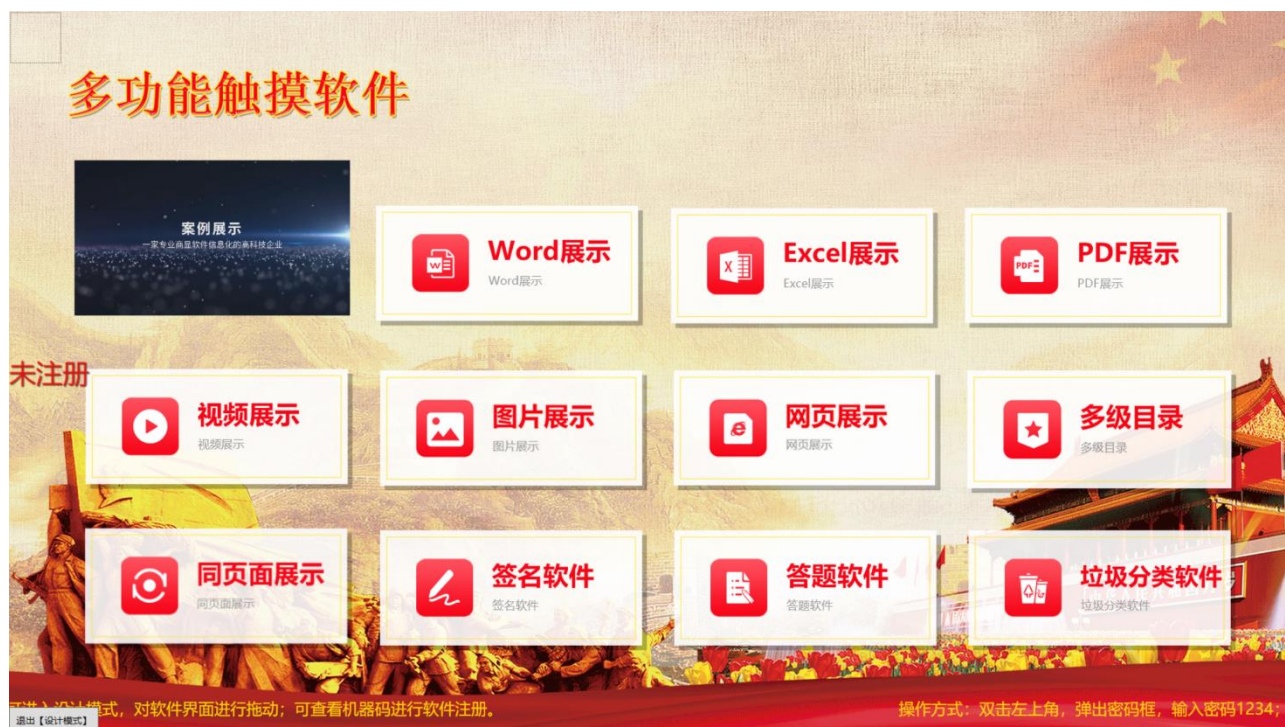 多功能触摸软件
案例展示
一家专业商显软件信息化的高科技企业
Word展示
Word展示
Excel展示
Excel展示
PDF展示
PDF展示
未注册
视频展示
视频展示
图片展示
图片展示
网页展示
网页展示
多级目录
多级目录
同页面展示
同页面展示
签名软件
签名软件
答题软件
答题软件
垃圾分类软件
垃圾分类软件
式，对软件界面进行拖动；可查看机器码进行软件注册。
操作方式：双击左上角，弹出密码框，输入密码1234；
退出【设计模式】